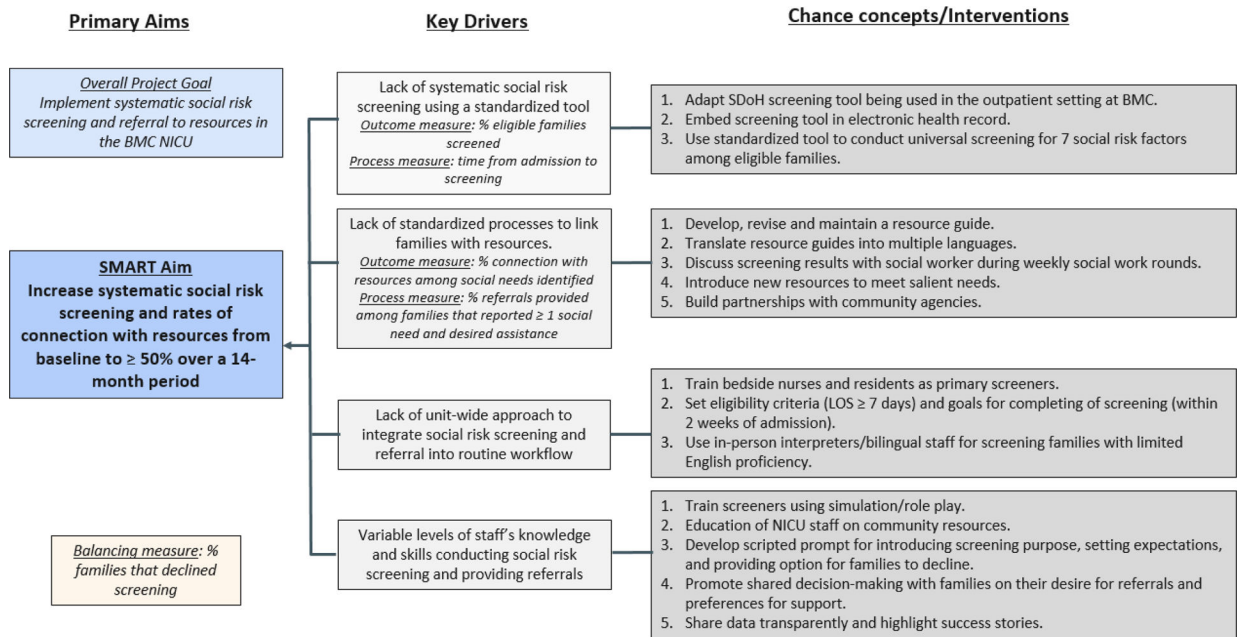 Primary Aims
Key Drivers
Chance concepts/Interventions
Overall Project Goal
Implement systematic social risk
screening and referral to resources in
the BMC NICU
SMART Aim
Increase systematic social risk
screening and rates of
connection with resources from
baseline to ≥ 50% over a 14-
month period
Balancing measure: %
families that declined
screening
Lack of systematic social risk
screening using a standardized tool
Outcome measure: % eligible families
screened
Process measure: time from admission to
screening
Lack of standardized processes to link
families with resources.
Outcome measure: % connection with
resources among social needs identified
Process measure: % referrals provided
among families that reported ≥ 1 social
need and desired assistance
Lack of unit-wide approach to
integrate social risk screening and
referral into routine workflow
Variable levels of staff's knowledge
and skills conducting social risk
screening and providing referrals
1. Adapt SDoH screening tool being used in the outpatient setting at BMC.
2. Embed screening tool in electronic health record.
3. Use standardized tool to conduct universal screening for 7 social risk factors
among eligible families.
1. Develop, revise and maintain a resource guide.
2. Translate resource guides into multiple languages.
3. Discuss screening results with social worker during weekly social work rounds.
4. Introduce new resources to meet salient needs.
5. Build partnerships with community agencies.
1. Train bedside nurses and residents as primary screeners.
2. Set eligibility criteria (LOS ≥ 7 days) and goals for completing of screening (within
2 weeks of admission).
3. Use in-person interpreters/bilingual staff for screening families with limited
English proficiency.
1. Train screeners using simulation/role play.
2. Education of NICU staff on community resources.
3. Develop scripted prompt for introducing screening purpose, setting expectations,
and providing option for families to decline.
4. Promote shared decision-making with families on their desire for referrals and
preferences for support.
5. Share data transparently and highlight success stories.